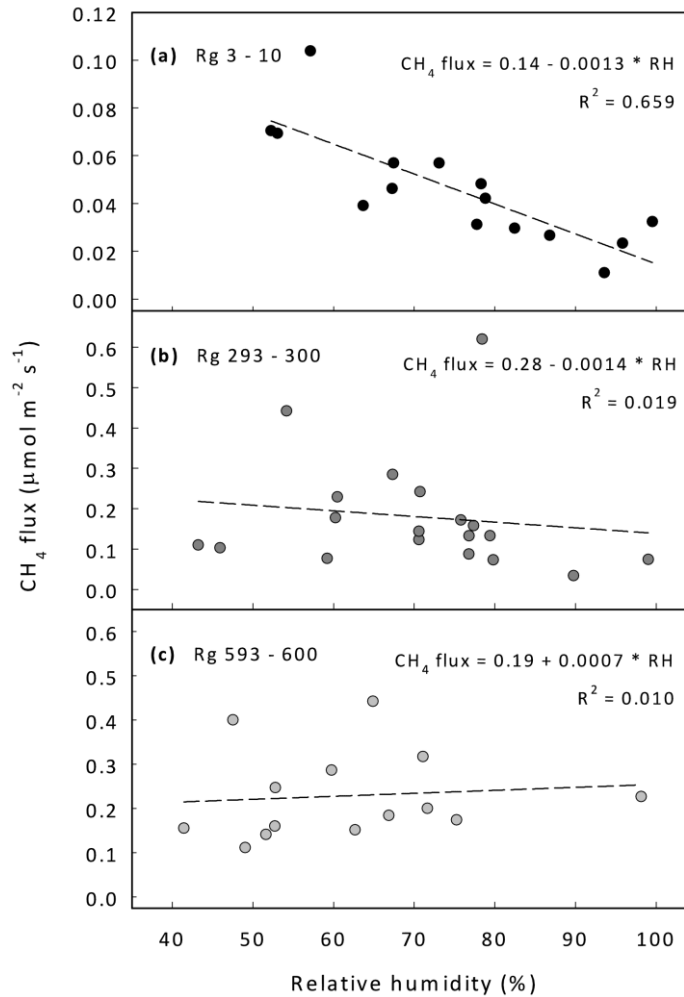 0.12
0.10
0.08
0.06
0.04
0.02
0.00
(a) Rg 3 - 10
CH4 flux = 0.14 - 0.0013 * RH
R2 = 0.659
0.6
0.5
0.4
0.3
0.2
0.1
0.0
(b) Rg 293 - 300
CH4 flux = 0.28 - 0.0014 * RH
R2 = 0.019
0.6
0.5
0.4
0.3
0.2
0.1
0.0
(c) Rg 593 - 600
CH4 flux = 0.19 + 0.0007 * RH
R2 = 0.010
CH4 flux (μmol m-2 s-1)
40 50 60 70 80 90 100
Relative humidity (%)